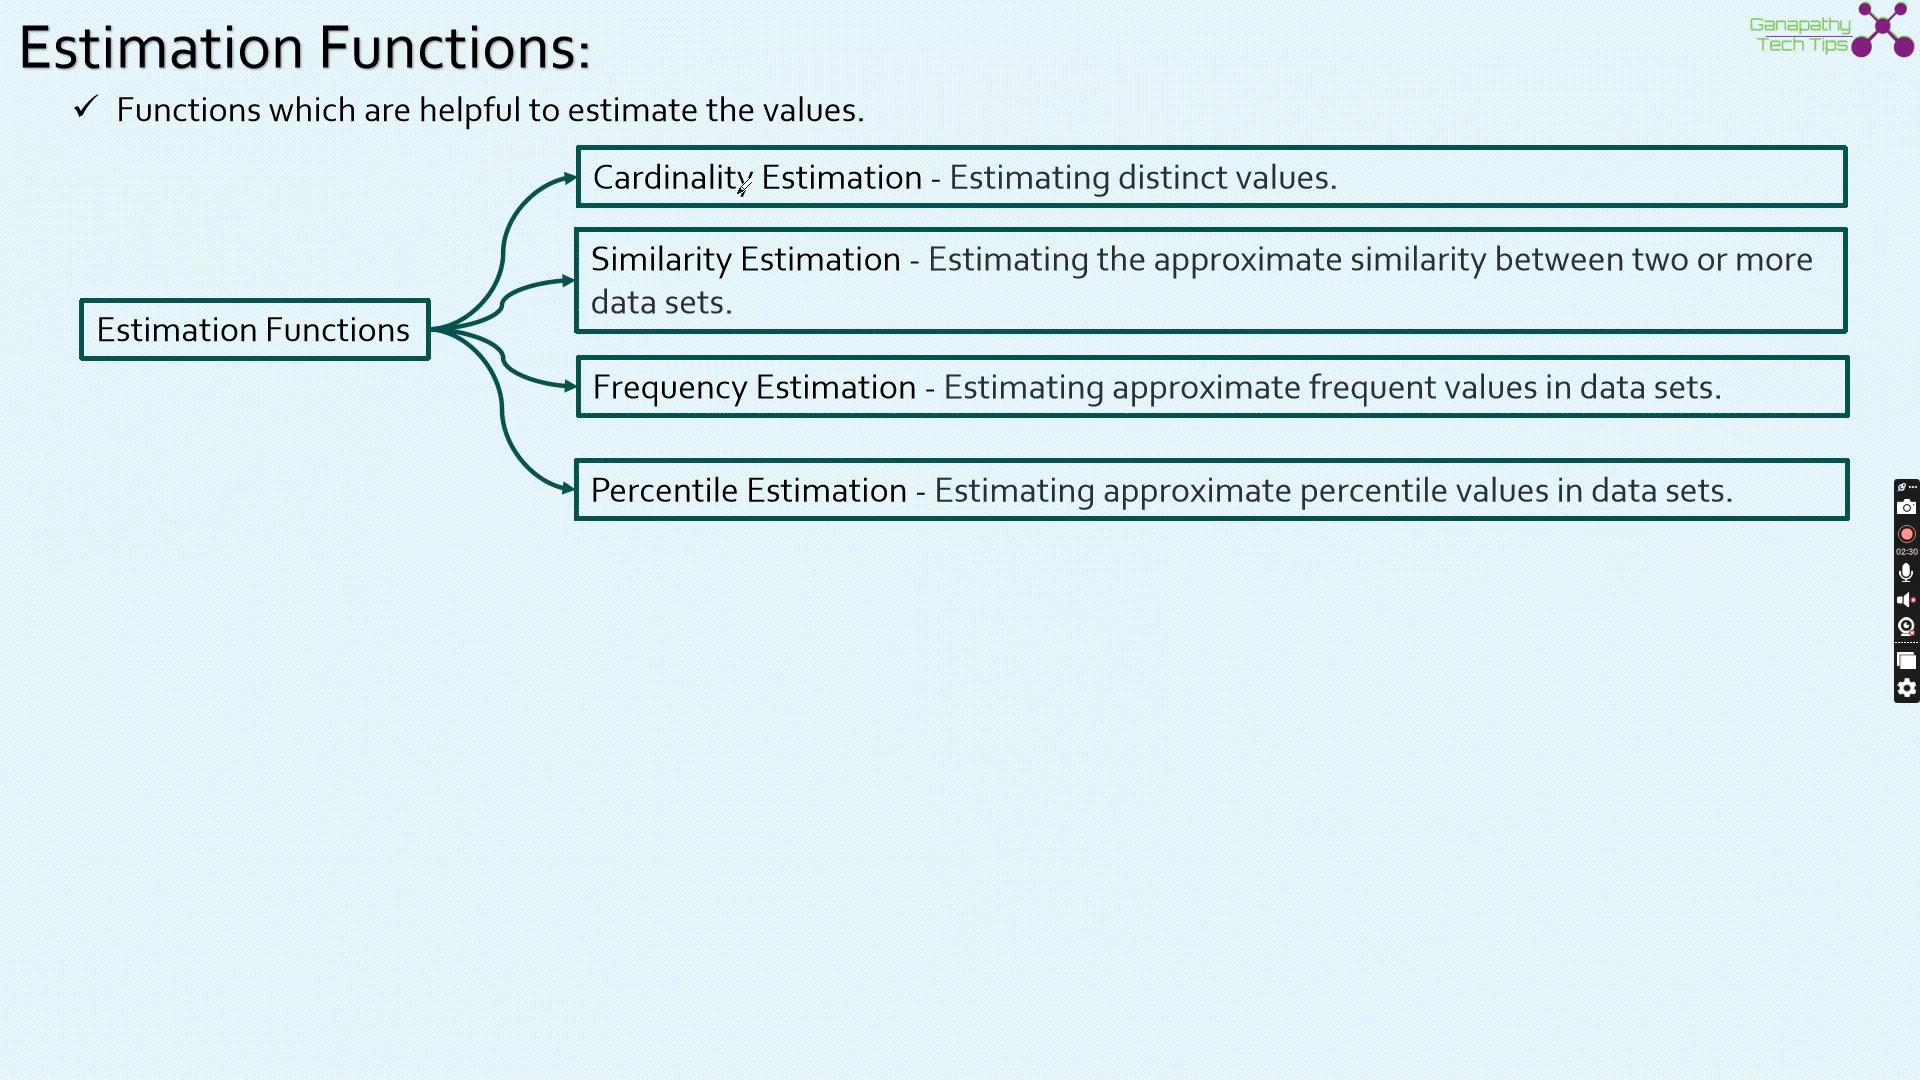 Estimation Functions:
Ganapathy
Tech Tips
✓ Functions which are helpful to estimate the values.
Cardinality Estimation - Estimating distinct values.
Similarity Estimation - Estimating the approximate similarity between two or more
data sets.
Estimation Functions
Frequency Estimation - Estimating approximate frequent values in data sets.
Percentile Estimation - Estimating approximate percentile values in data sets.
02:30